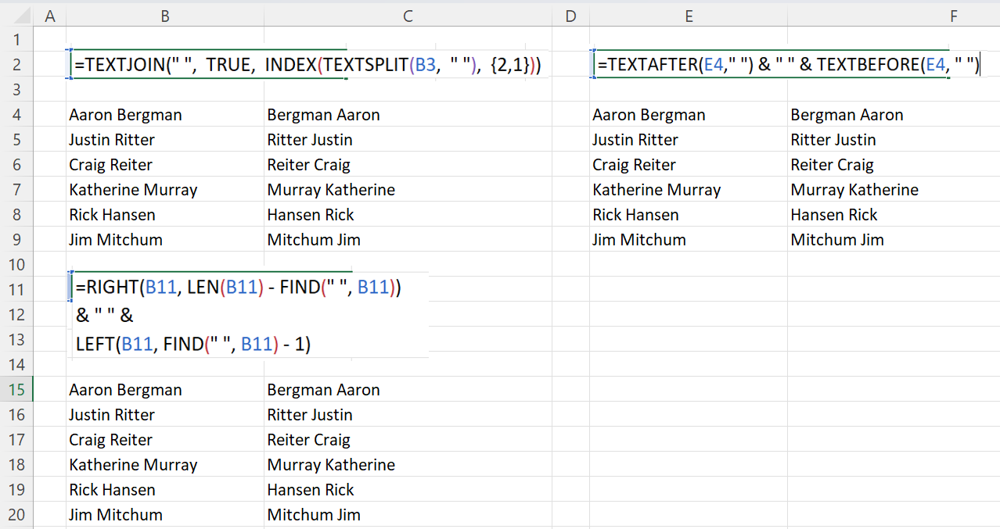 A B C D E F
1
2 =TEXTJOIN(" ", TRUE, INDEX(TEXTSPLIT(B3, " "), {2,1})) =TEXTAFTER(E4," ") & " " & TEXTBEFORE(E4, " ")
3
4 Aaron Bergman Bergman Aaron Aaron Bergman Bergman Aaron
5 Justin Ritter Ritter Justin Justin Ritter Ritter Justin
6 Craig Reiter Reiter Craig Craig Reiter Reiter Craig
7 Katherine Murray Murray Katherine Katherine Murray Murray Katherine
8 Rick Hansen Hansen Rick Rick Hansen Hansen Rick
9 Jim Mitchum Mitchum Jim Jim Mitchum Mitchum Jim
10
11 =RIGHT(B11, LEN(B11) - FIND(" ", B11))
12 & " " &
13 LEFT(B11, FIND(" ", B11) - 1)
14
15 Aaron Bergman Bergman Aaron
16 Justin Ritter Ritter Justin
17 Craig Reiter Reiter Craig
18 Katherine Murray Murray Katherine
19 Rick Hansen Hansen Rick
20 Jim Mitchum Mitchum Jim